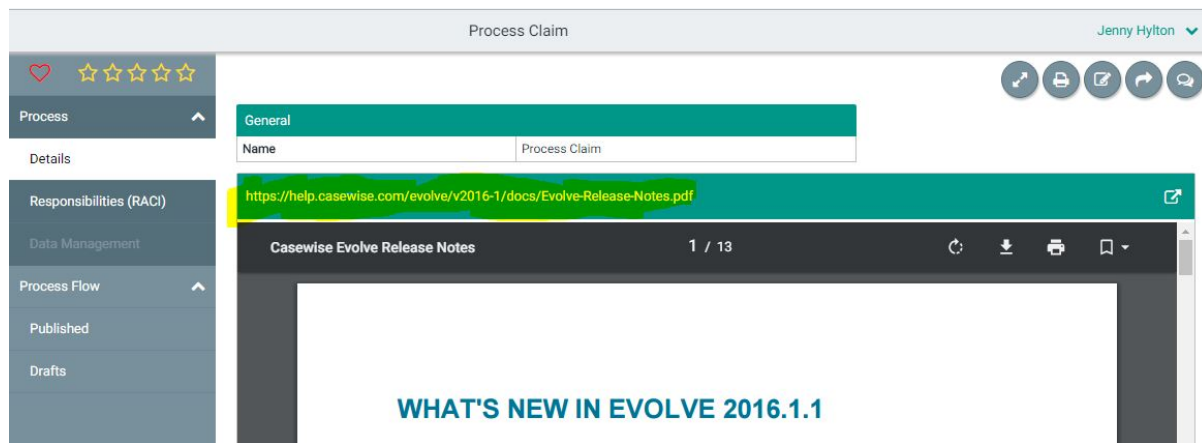 Process Claim
Jenny Hylton
Process
Details
Responsibilities (RACI)
Data Management
Process Flow
Published
Drafts
General
Name Process Claim
https://help.casewise.com/evolve/v2016-1/docs/Evolve-Release-Notes.pdf
Casewise Evolve Release Notes 1 / 13
WHAT'S NEW IN EVOLVE 2016.1.1